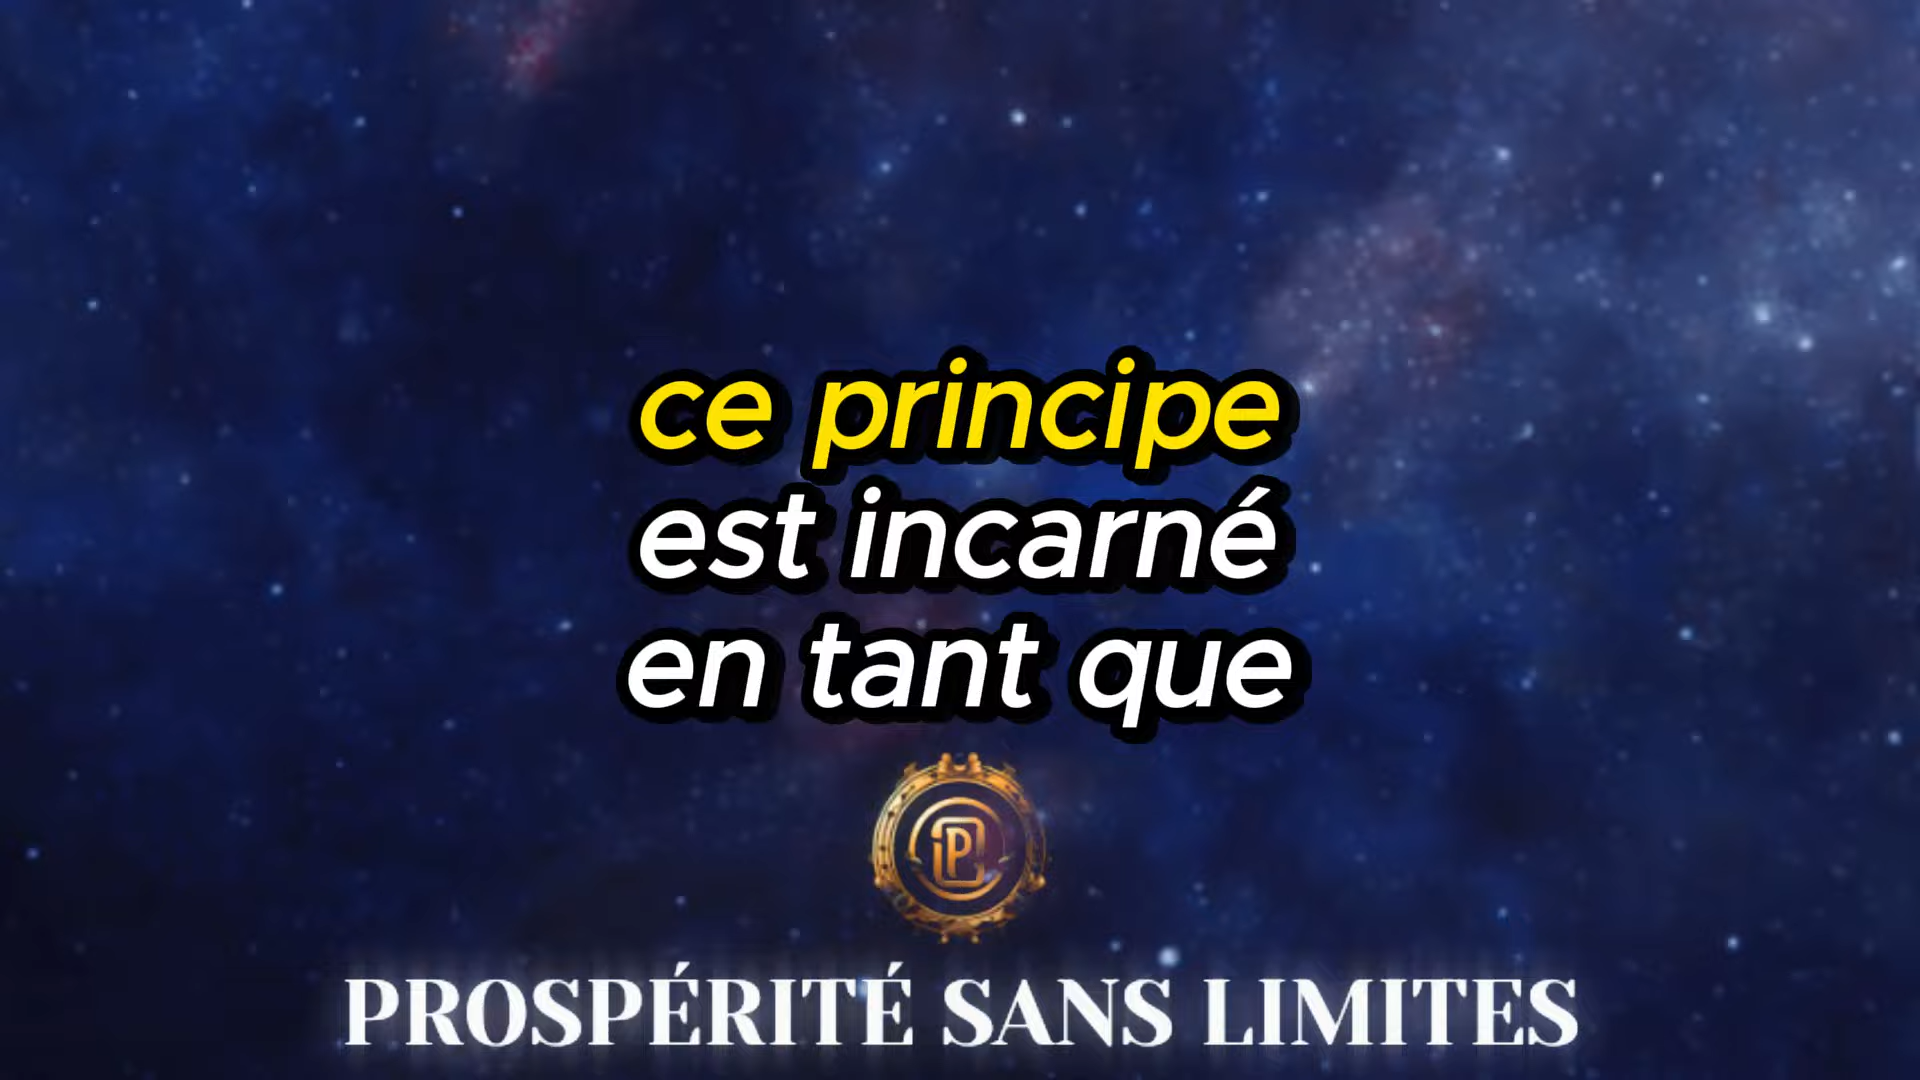 ce principe
est incarné
en tant que
P
PROSPÉRITÉ SANS LIMITES